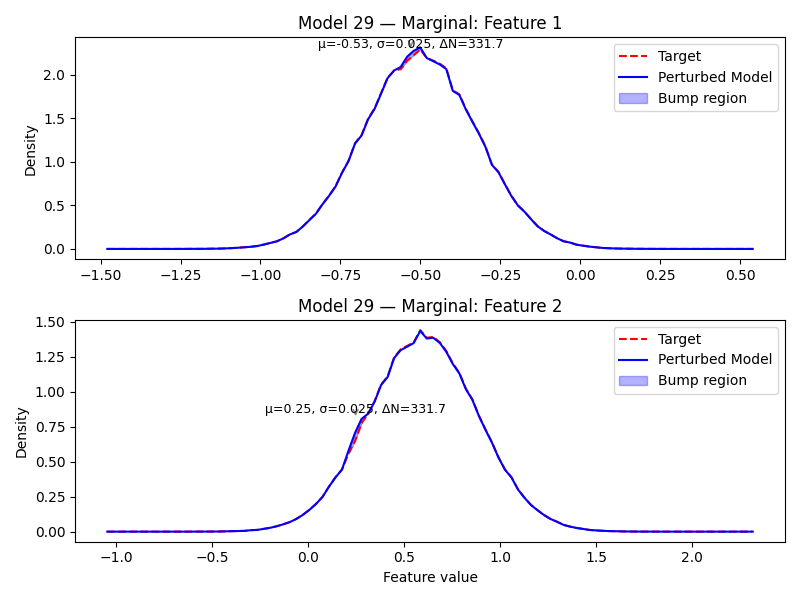 Model 29 — Marginal: Feature 1
μ=-0.53, σ=0.025, ΔN=331.7
Target
Perturbed Model
Bump region
Density
2.0
1.5
1.0
0.5
0.0
−1.50 −1.25 −1.00 −0.75 −0.50 −0.25 0.00 0.25 0.50
Model 29 — Marginal: Feature 2
Target
Perturbed Model
Bump region
μ=0.25, σ=0.025, ΔN=331.7
Density
1.50
1.25
1.00
0.75
0.50
0.25
0.00
−1.0 −0.5 0.0 0.5 1.0 1.5 2.0
Feature value